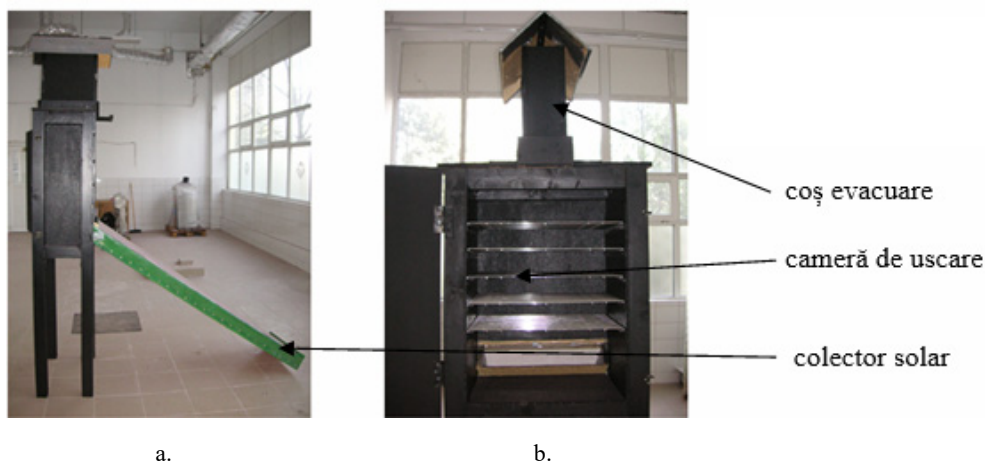 coș evacuare
cameră de uscare
colector solar
a.
b.